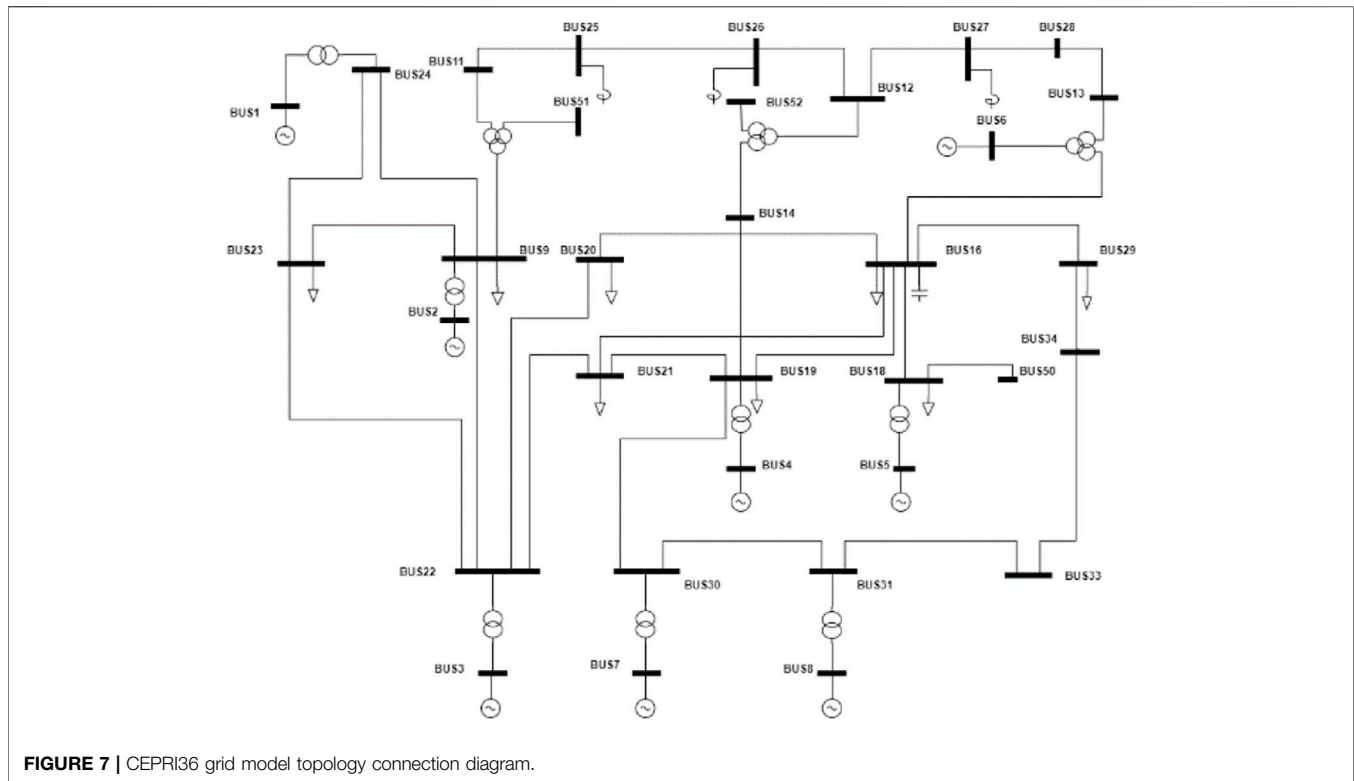 BUS25
BUS26
BUS27
BUS28
BUS11
BUS24
BUS12
BUS52
BUS51
BUS13
BUS1
BUS6
BUS14
BUS23
BUS9
BUS20
BUS16
BUS29
BUS2
BUS34
BUS21
BUS19
BUS18
BUS50
BUS4
BUS5
BUS22
BUS30
BUS31
BUS33
BUS3
BUS7
BUS8
FIGURE 7 | CEPRI36 grid model topology connection diagram.